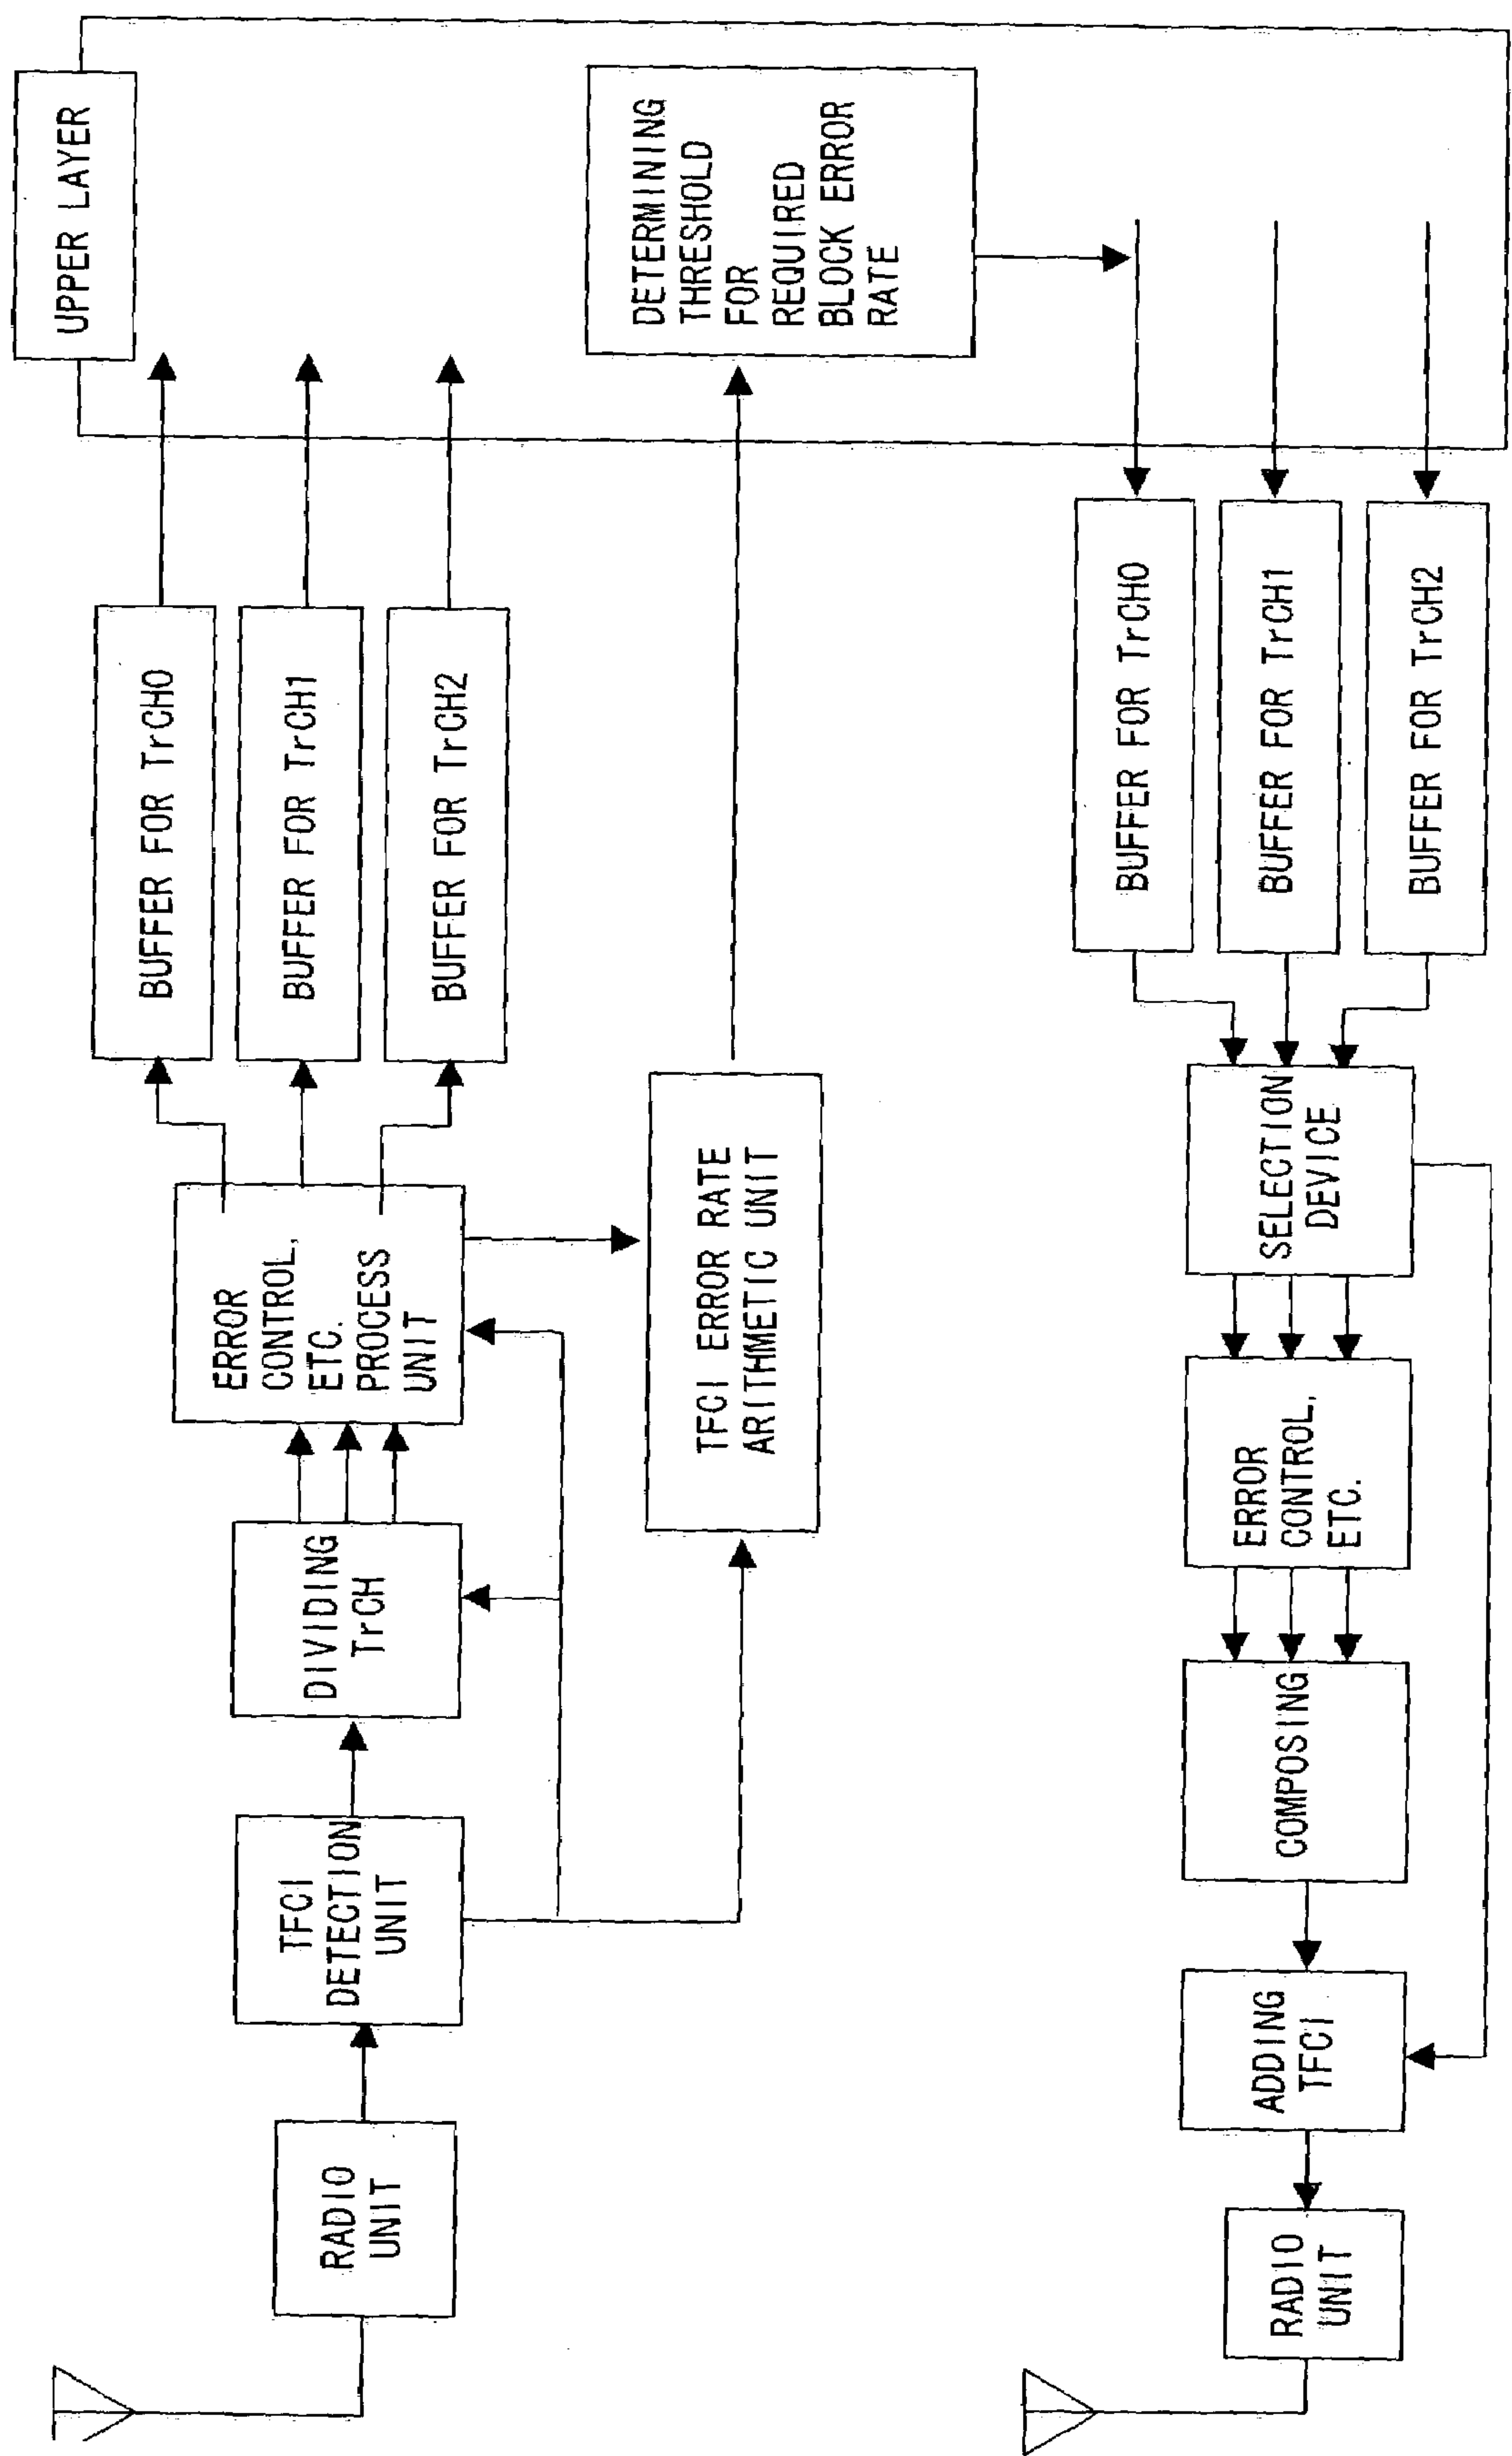 UPPER LAYER
RADIO
UNIT
TFCI
DETECTION
UNIT
DIVIDING
TrCH
ERROR
CONTROL,
ETC.
PROCESS
UNIT
BUFFER FOR TrCH0
BUFFER FOR TrCH1
BUFFER FOR TrCH2
TFCI ERROR RATE
ARITHMETIC UNIT
DETERMINING
THRESHOLD
FOR
REQUIRED
BLOCK ERROR
RATE
RADIO
UNIT
ADDING
TFCI
COMPOSING
ERROR
CONTROL,
ETC.
SELECTION
DEVICE
BUFFER FOR TrCH0
BUFFER FOR TrCH1
BUFFER FOR TrCH2